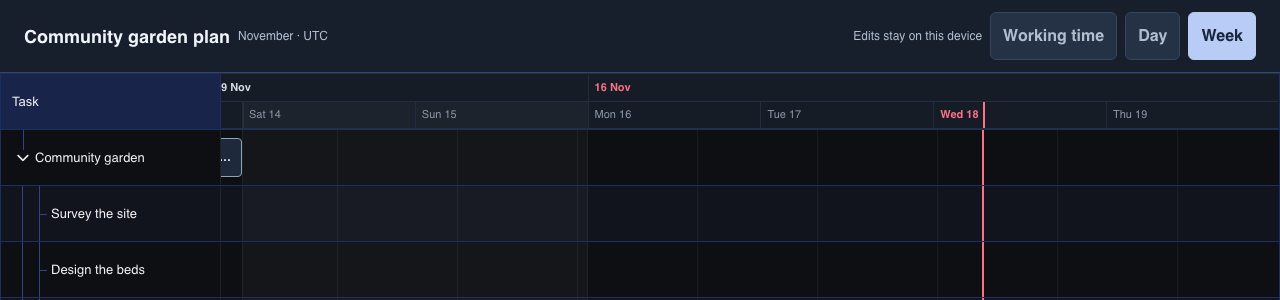 Community garden plan November · UTC
Edits stay on this device Working time Day Week
Task
9 Nov 16 Nov
Sat 14 Sun 15 Mon 16 Tue 17 Wed 18 Thu 19
Community garden ...
Survey the site
Design the beds